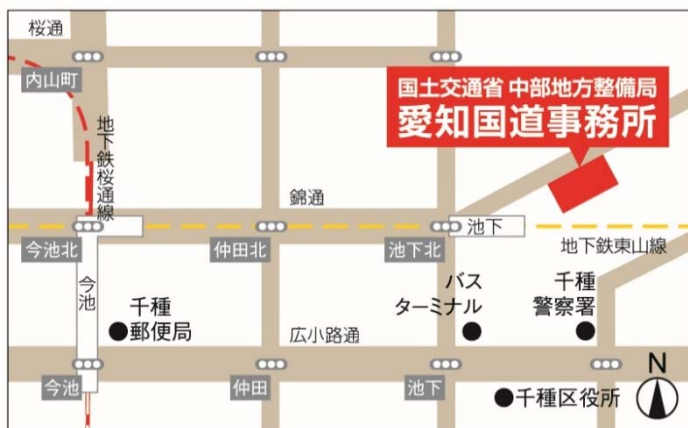 桜通
内山町
国土交通省 中部地方整備局
愛知国道事務所
地下鉄桜通線
錦通
今池北
仲田北
池下北
池下
地下鉄東山線
今池
千種
郵便局
バス
ターミナル
千種
警察署
広小路通
今池
仲田
池下
千種区役所
N